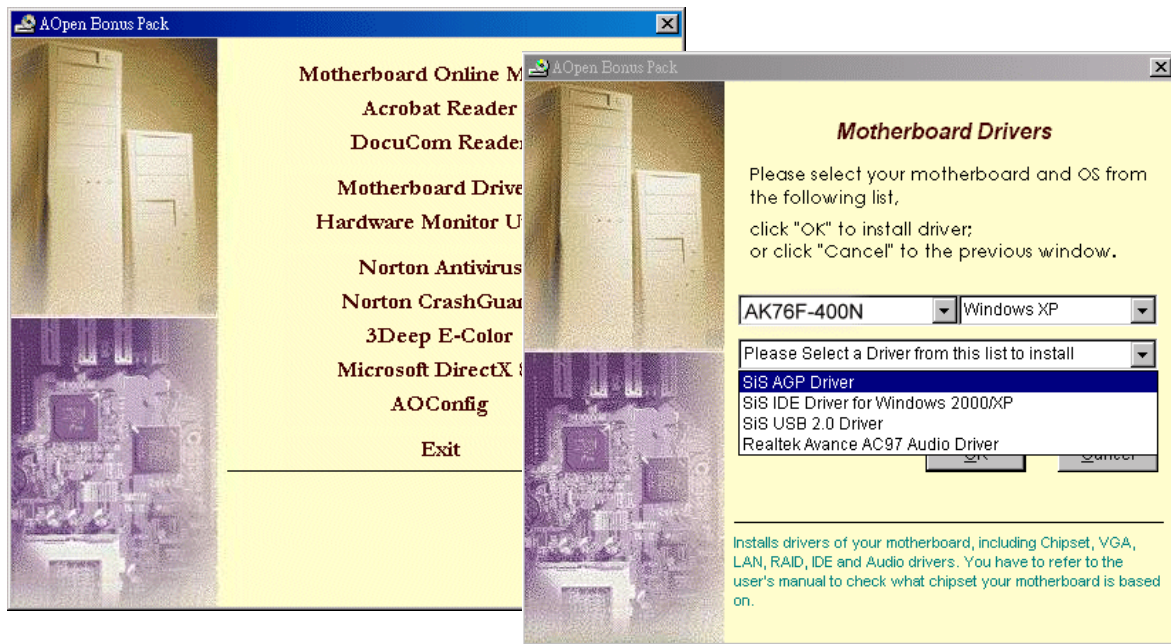 AOpen Bonus Pack
Motherboard Online M
Acrobat Reader
DocuCom Reader
Motherboard Drive
Hardware Monitor U
Norton Antivirus
Norton CrashGuar
3Deep E-Color
Microsoft DirectX
AOConfig
Exit
AOpen Bonus Pack
Motherboard Drivers
Please select your motherboard and OS from
the following list,
click "OK" to install driver;
or click "Cancel" to the previous window.
AK76F-400N Windows XP
Please Select a Driver from this list to install
SiS AGP Driver
SiS IDE Driver for Windows 2000/XP
SiS USB 2.0 Driver
Realtek Avance AC97 Audio Driver
OK Cancel
Installs drivers of your motherboard, including Chipset, VGA,
LAN, RAID, IDE and Audio drivers. You have to refer to the
user's manual to check what chipset your motherboard is based
on.